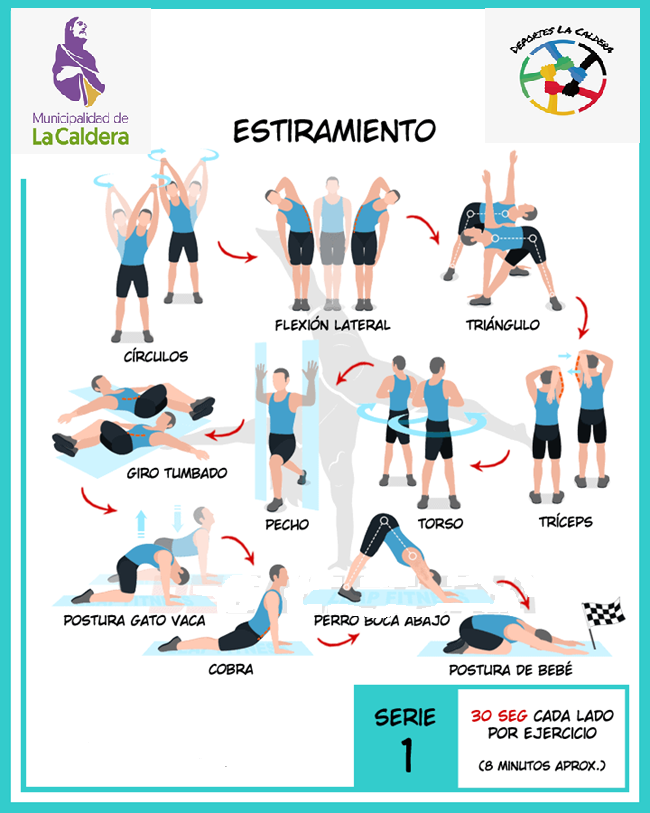 Municipalidad de
La Caldera
DEPORTES LA CALDERA
ESTIRAMIENTO
CÍRCULOS
FLEXIÓN LATERAL
TRIÁNGULO
TRÍCEPS
TORSO
PECHO
GIRO TUMBADO
POSTURA GATO VACA
COBRA
PERRO BOCA ABAJO
POSTURA DE BEBÉ
SERIE
1
30 SEG CADA LADO
POR EJERCICIO
(8 MINUTOS APROX.)